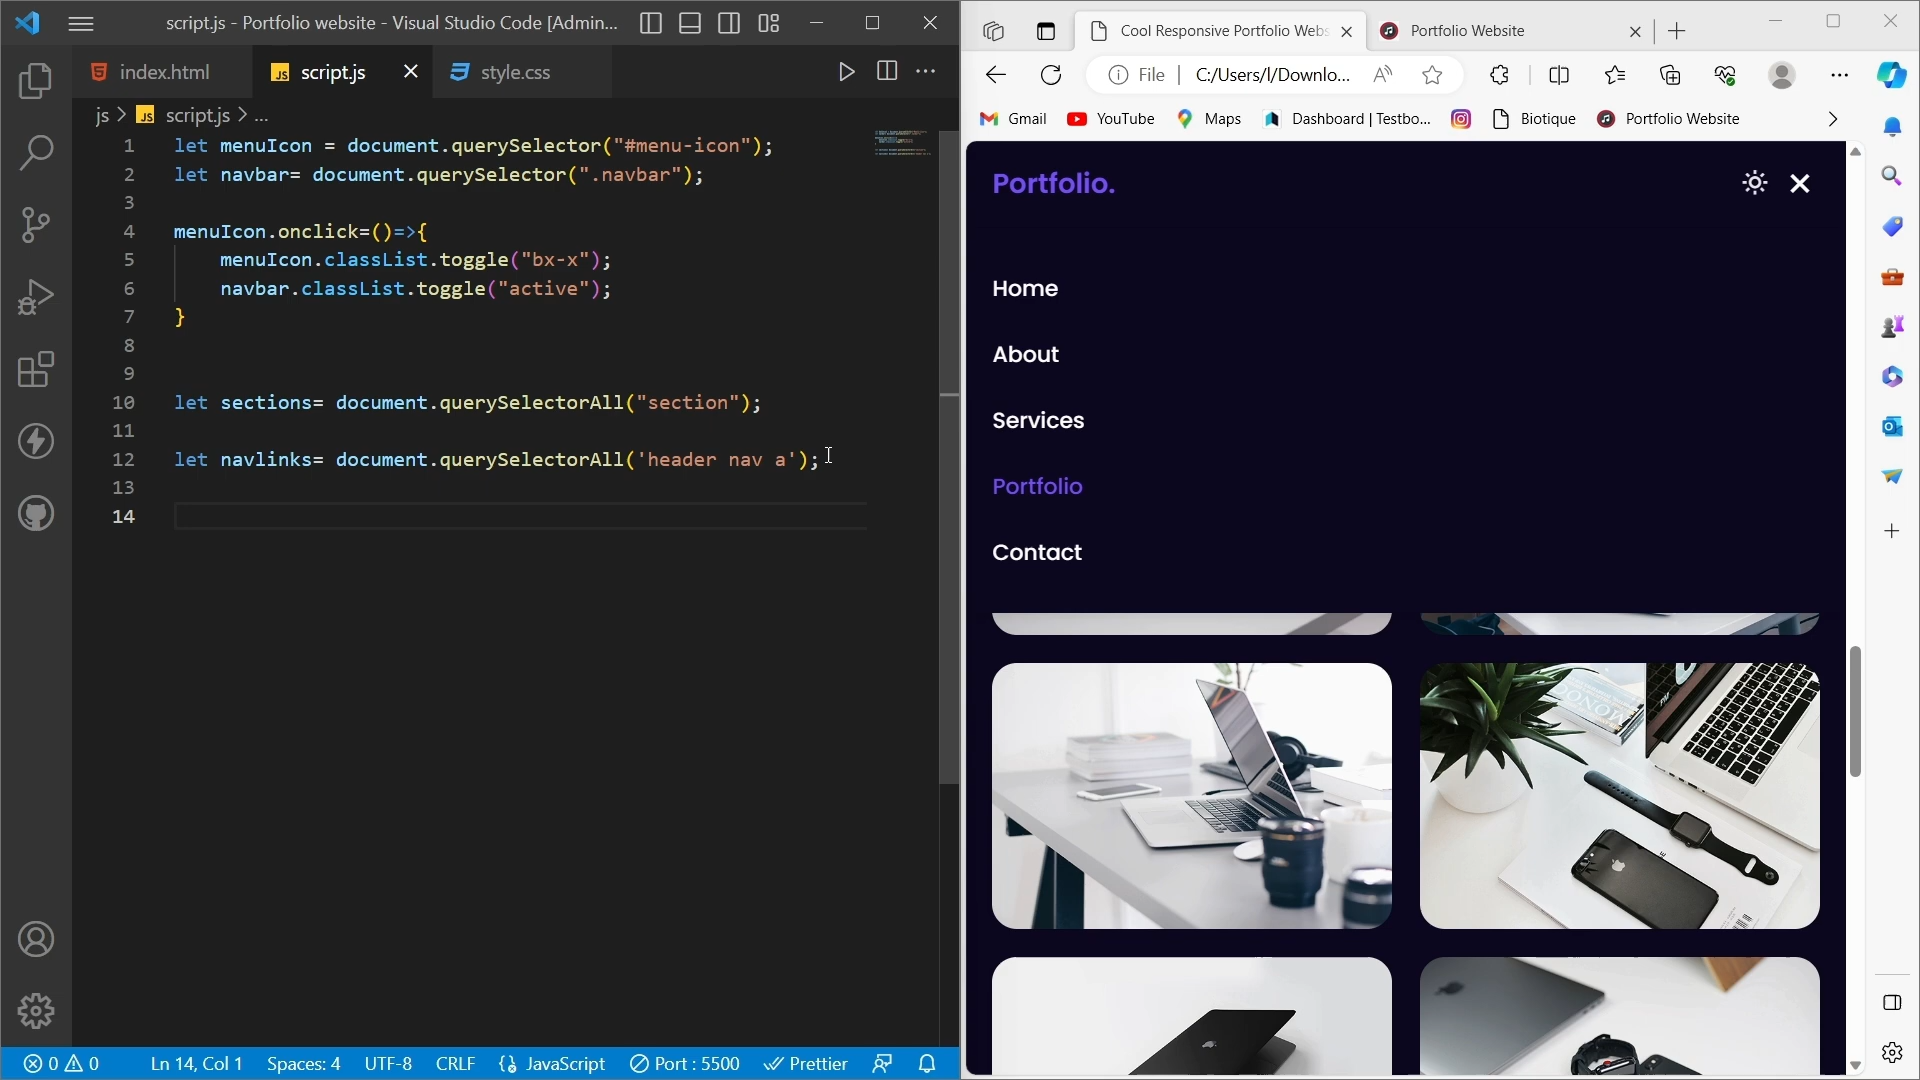 script.js - Portfolio website - Visual Studio Code [Admin...
index.html
JS script.js
style.css
js > JS script.js > ...
1 let menuIcon = document.querySelector("#menu-icon");
2 let navbar= document.querySelector(".navbar");
3
4 menuIcon.onclick=()=>{
5 menuIcon.classList.toggle("bx-x");
6 navbar.classList.toggle("active");
7 }
8
9
10 let sections= document.querySelectorAll("section");
11
12 let navlinks= document.querySelectorAll('header nav a');
13
14
0 0 Ln 14, Col 1 Spaces: 4 UTF-8 CRLF {} JavaScript Port : 5500 Prettier
Cool Responsive Portfolio Webs
Portfolio Website
File C:/Users/l/Downlo...
Gmail YouTube Maps Dashboard | Testbo... Biotique Portfolio Website
Portfolio.
Home
About
Services
Portfolio
Contact